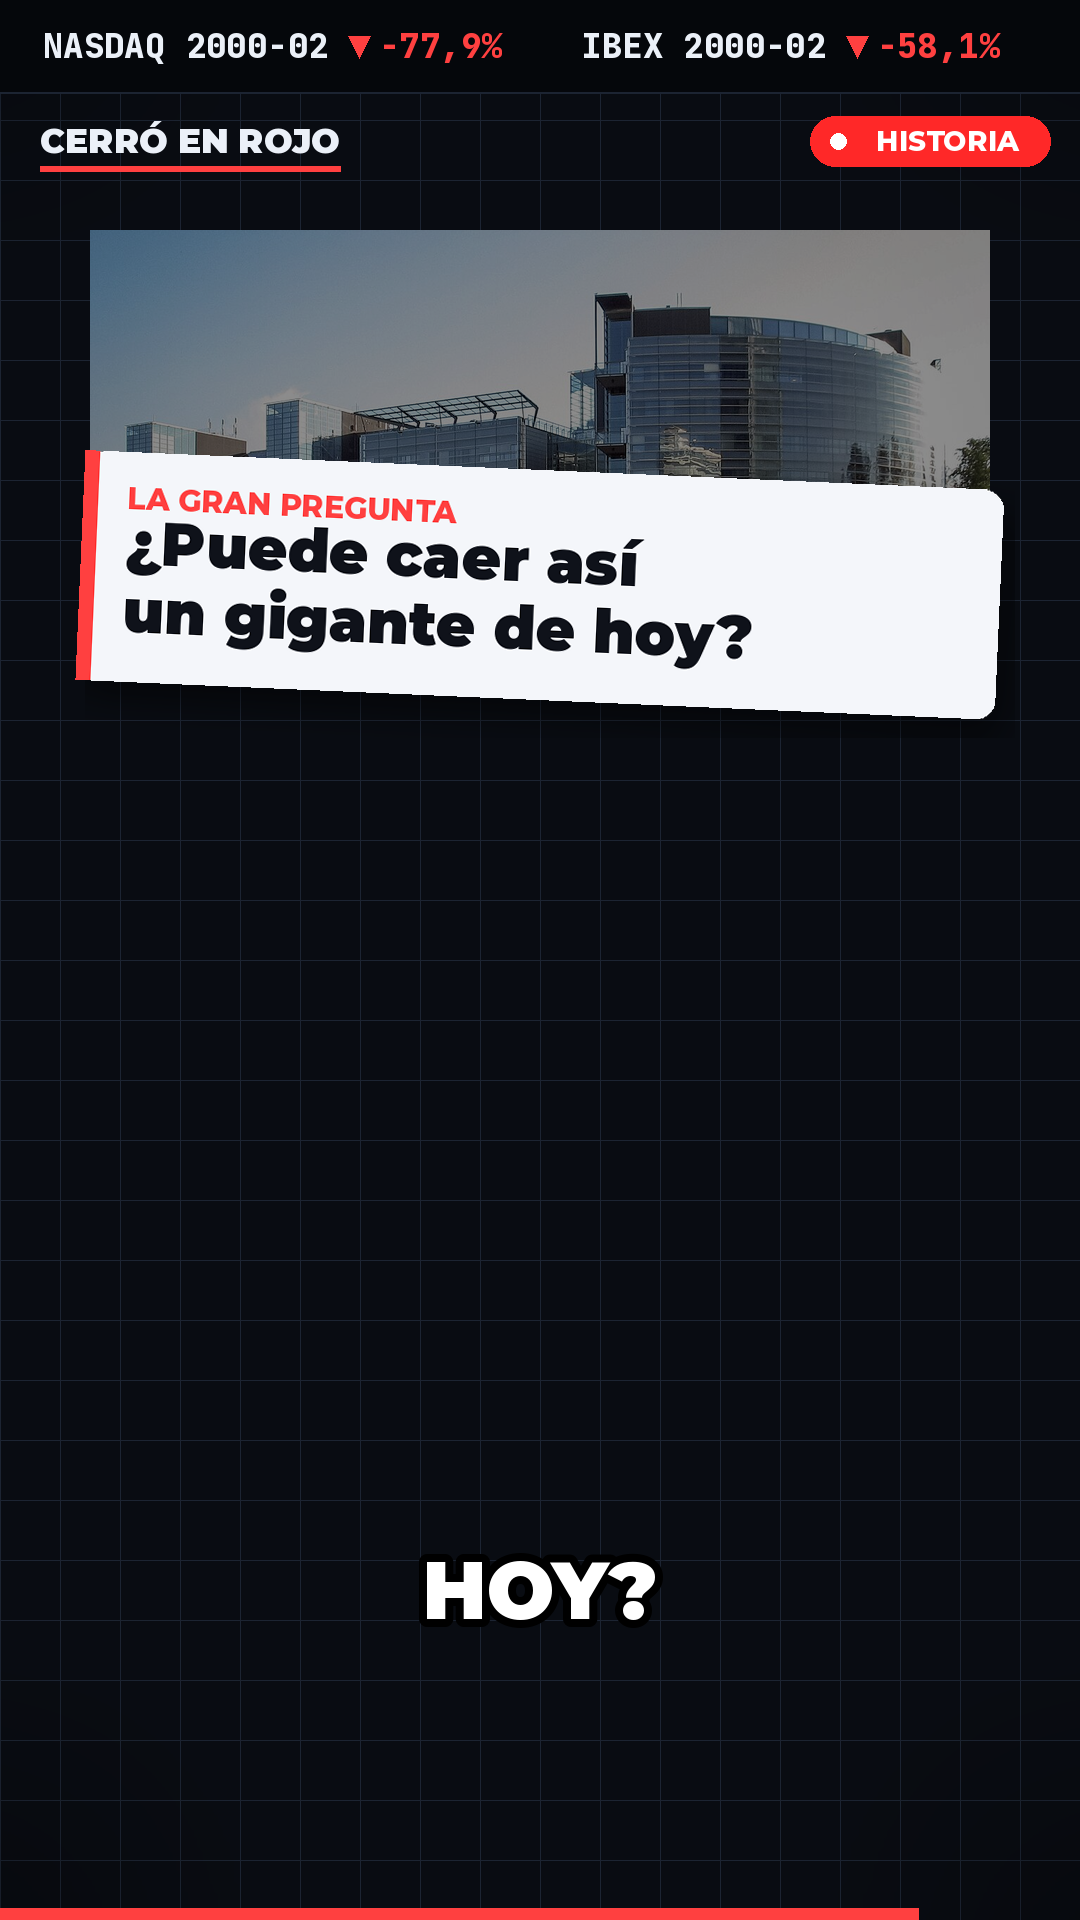 NASDAQ 2000-02 ▼ -77,9% IBEX 2000-02 ▼ -58,1%
CERRÓ EN ROJO
HISTORIA
LA GRAN PREGUNTA
¿Puede caer así
un gigante de hoy?
HOY?